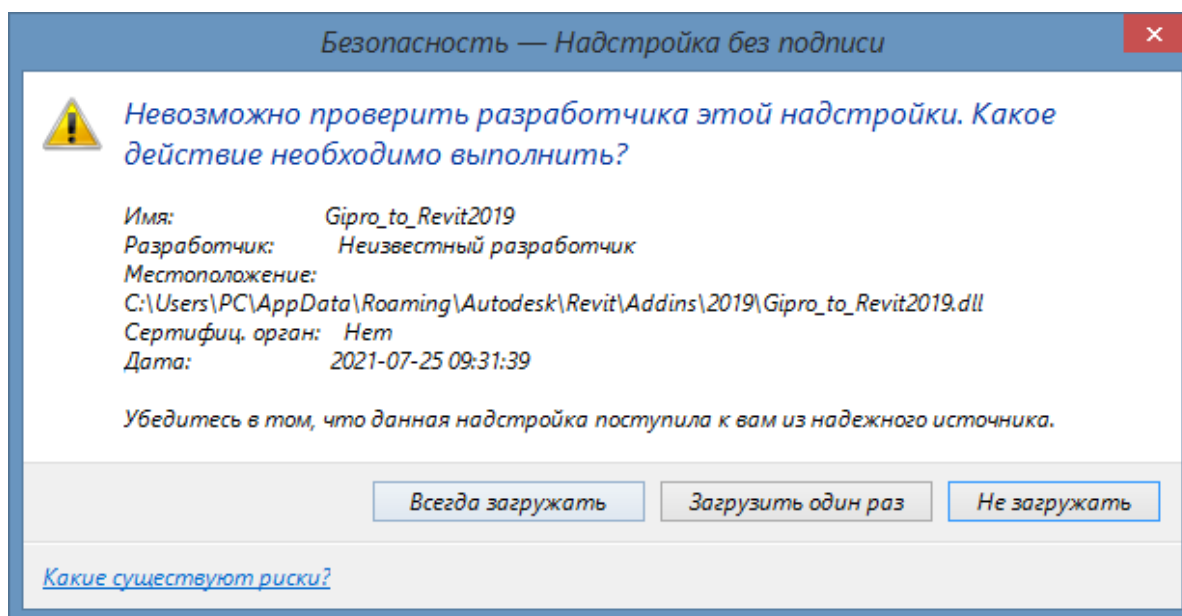 Безопасность — Надстройка без подписи
Невозможно проверить разработчика этой надстройки. Какое
действие необходимо выполнить?
Имя: Gipro_to_Revit2019
Разработчик: Неизвестный разработчик
Местоположение:
C:\Users\PC\AppData\Roaming\Autodesk\Revit\Addins\2019\Gipro_to_Revit2019.dll
Сертифиц. орган: Нет
Дата: 2021-07-25 09:31:39
Убедитесь в том, что данная надстройка поступила к вам из надежного источника.
Всегда загружать Загрузить один раз Не загружать
Какие существуют риски?